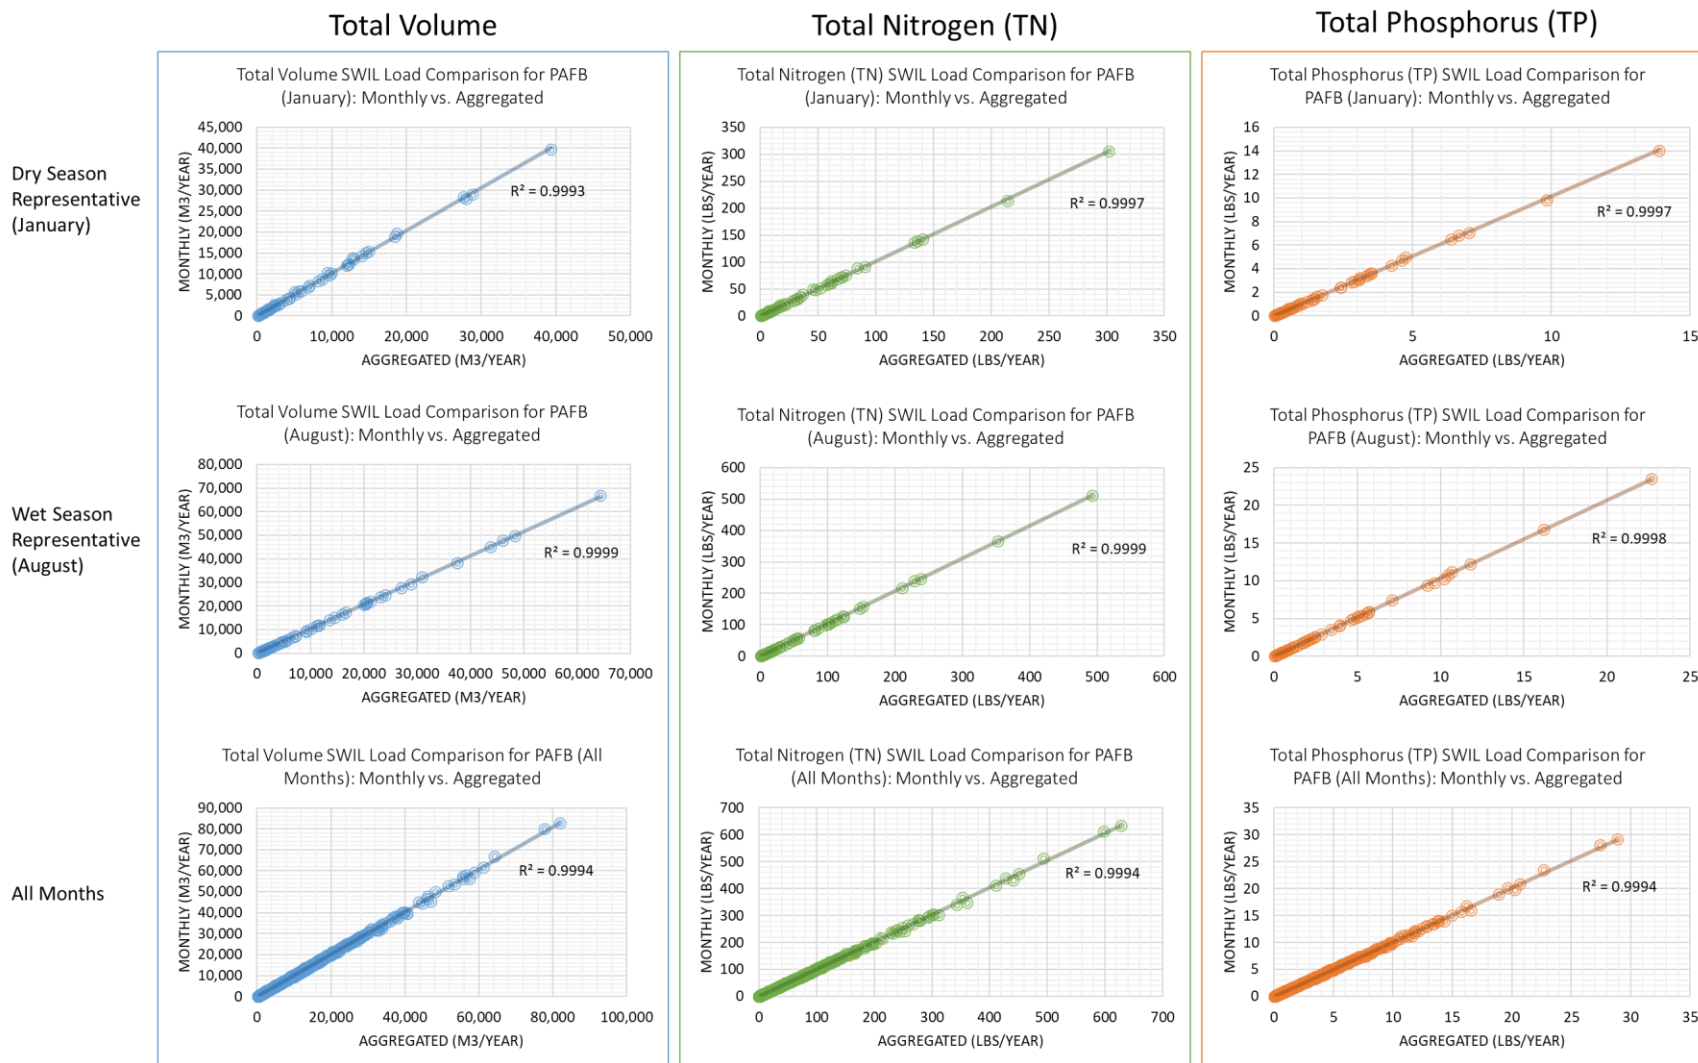 Total Volume
Total Nitrogen (TN)
Total Phosphorus (TP)
Dry Season
Representative
(January)
Total Volume SWIL Load Comparison for PAFB
(January): Monthly vs. Aggregated
MONTHLY (M3/YEAR)
45,000
40,000
35,000
30,000
25,000
20,000
15,000
10,000
5,000
0
R² = 0.9993
0 10,000 20,000 30,000 40,000 50,000
AGGREGATED (M3/YEAR)
Total Nitrogen (TN) SWIL Load Comparison for PAFB
(January): Monthly vs. Aggregated
MONTHLY (LBS/YEAR)
350
300
250
200
150
100
50
0
R² = 0.9997
0 50 100 150 200 250 300 350
AGGREGATED (LBS/YEAR)
Total Phosphorus (TP) SWIL Load Comparison for
PAFB (January): Monthly vs. Aggregated
MONTHLY (LBS/YEAR)
16
14
12
10
8
6
4
2
0
R² = 0.9997
0 5 10 15
AGGREGATED (LBS/YEAR)
Wet Season
Representative
(August)
Total Volume SWIL Load Comparison for PAFB
(August): Monthly vs. Aggregated
MONTHLY (M3/YEAR)
80,000
70,000
60,000
50,000
40,000
30,000
20,000
10,000
0
R² = 0.9999
0 10,000 20,000 30,000 40,000 50,000 60,000 70,000
AGGREGATED (M3/YEAR)
Total Nitrogen (TN) SWIL Load Comparison for PAFB
(August): Monthly vs. Aggregated
MONTHLY (LBS/YEAR)
600
500
400
300
200
100
0
R² = 0.9999
0 100 200 300 400 500 600
AGGREGATED (LBS/YEAR)
Total Phosphorus (TP) SWIL Load Comparison for
PAFB (August): Monthly vs. Aggregated
MONTHLY (LBS/YEAR)
25
20
15
10
5
0
R² = 0.9998
0 5 10 15 20 25
AGGREGATED (LBS/YEAR)
All Months
Total Volume SWIL Load Comparison for PAFB (All
Months): Monthly vs. Aggregated
MONTHLY (M3/YEAR)
90,000
80,000
70,000
60,000
50,000
40,000
30,000
20,000
10,000
0
R² = 0.9994
0 20,000 40,000 60,000 80,000 100,000
AGGREGATED (M3/YEAR)
Total Nitrogen (TN) SWIL Load Comparison for PAFB
(All Months): Monthly vs. Aggregated
MONTHLY (LBS/YEAR)
700
600
500
400
300
200
100
0
R² = 0.9994
0 100 200 300 400 500 600 700
AGGREGATED (LBS/YEAR)
Total Phosphorus (TP) SWIL Load Comparison for
PAFB (All Months): Monthly vs. Aggregated
MONTHLY (LBS/YEAR)
35
30
25
20
15
10
5
0
R² = 0.9994
0 5 10 15 20 25 30 35
AGGREGATED (LBS/YEAR)